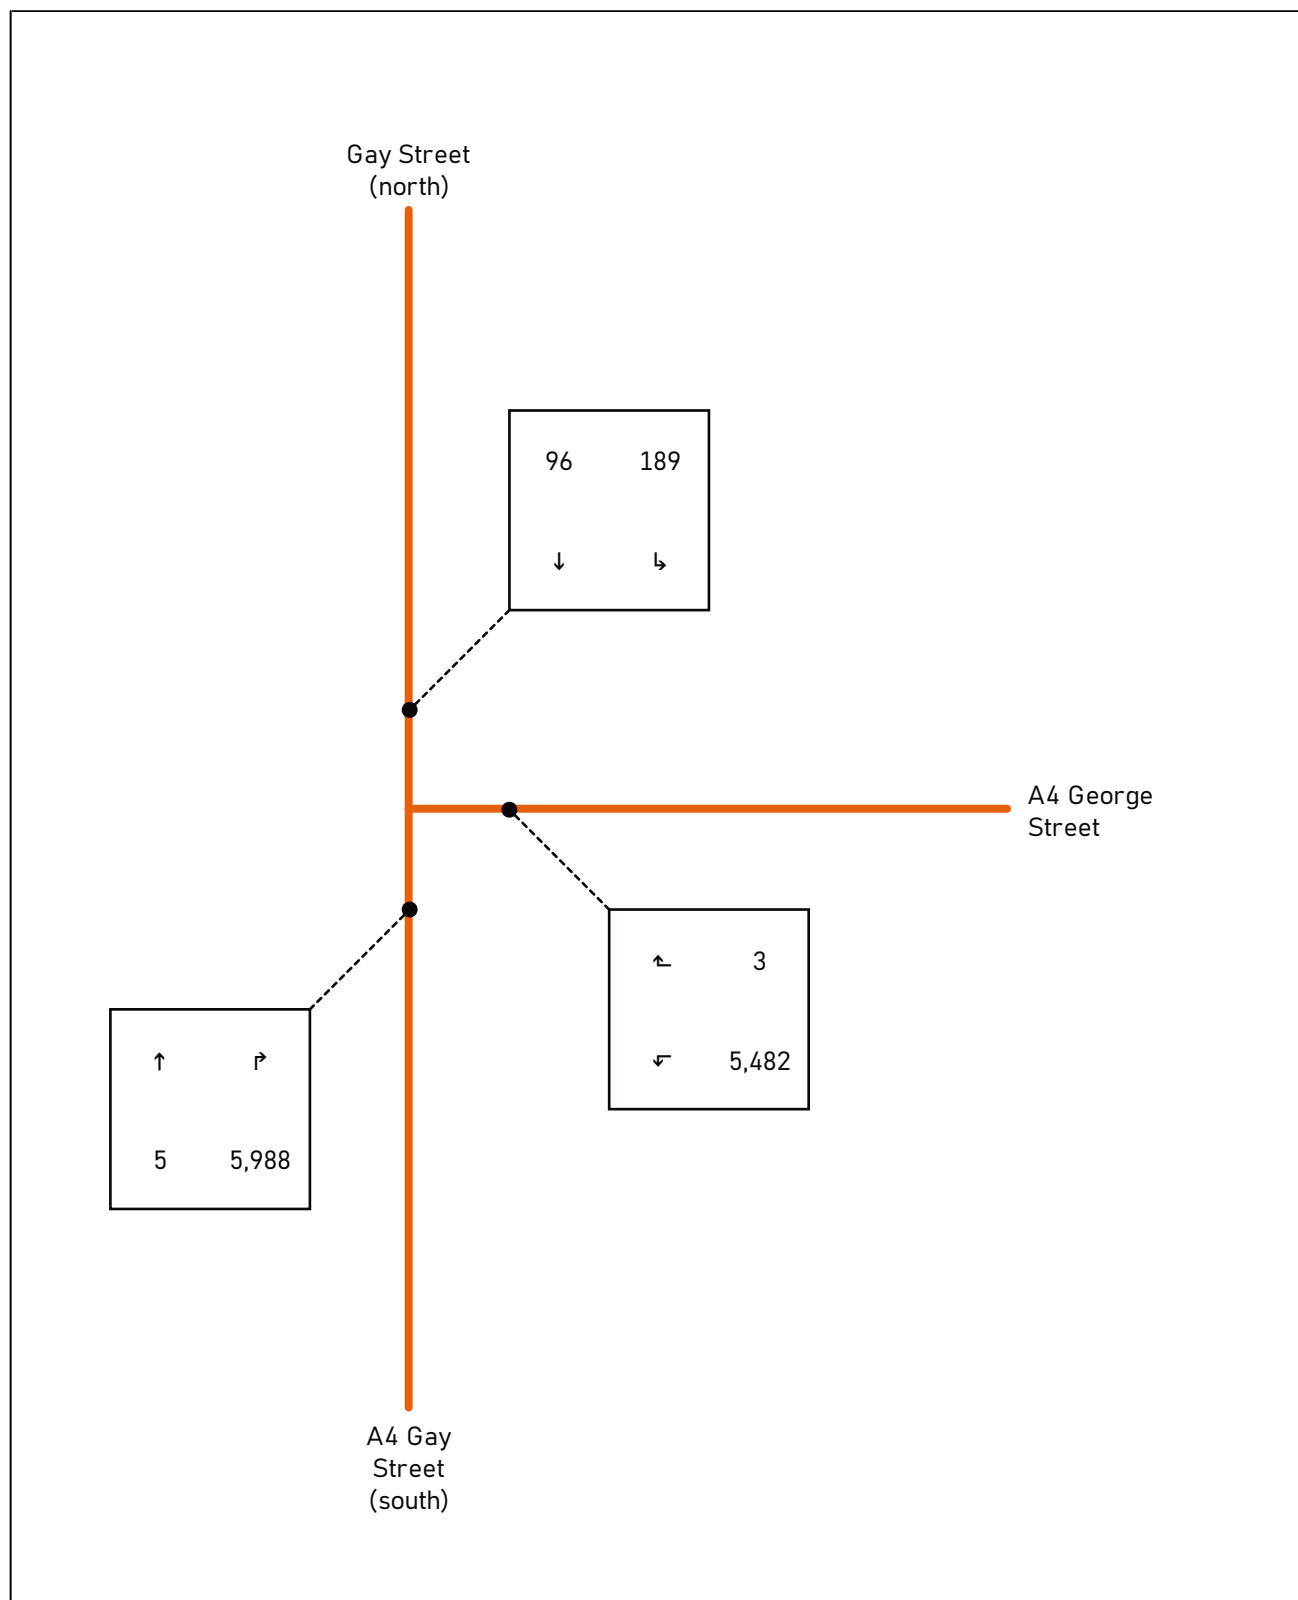 Gay Street
(north)
96 189
↓ ↳
A4 George
Street
⬑ 3
⬐ 5,482
↑ ↱
5 5,988
A4 Gay
Street
(south)